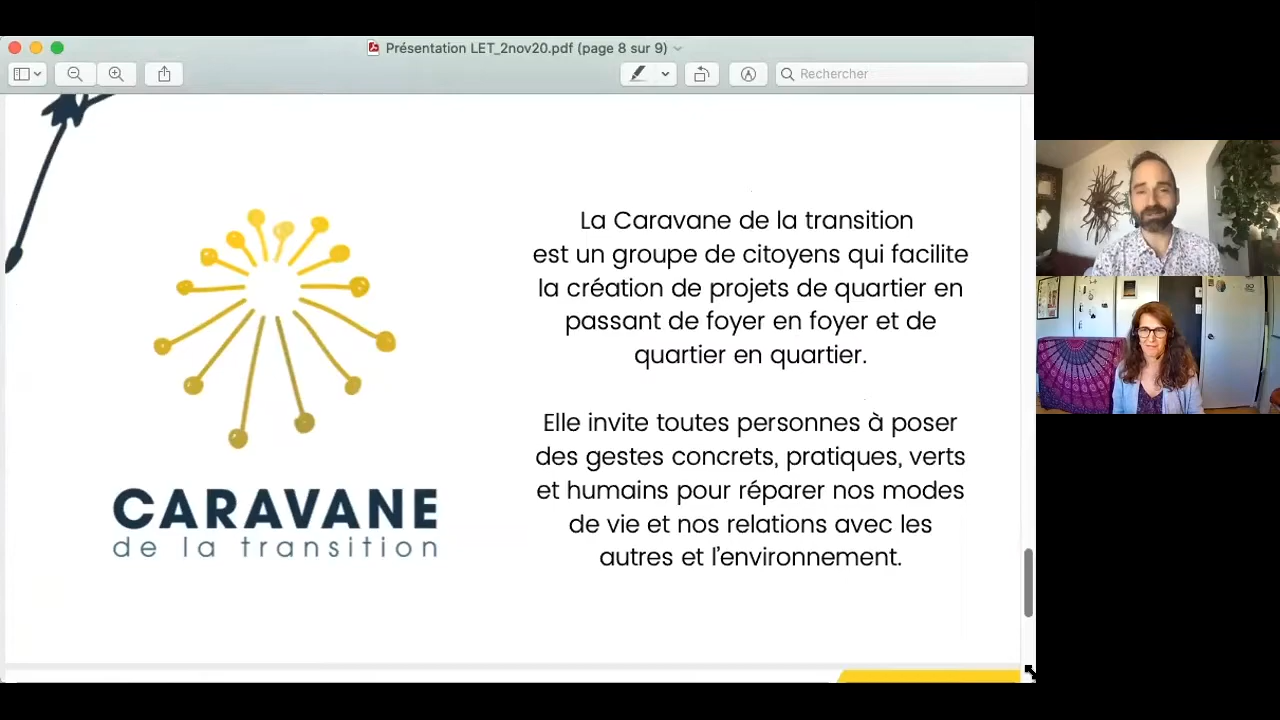 Présentation LET_2nov20.pdf (page 8 sur 9)
Rechercher
La Caravane de la transition
est un groupe de citoyens qui facilite
la création de projets de quartier en
passant de foyer en foyer et de
quartier en quartier.
Elle invite toutes personnes à poser
des gestes concrets, pratiques, verts
et humains pour réparer nos modes
de vie et nos relations avec les
autres et l'environnement.
CARAVANE
de la transition